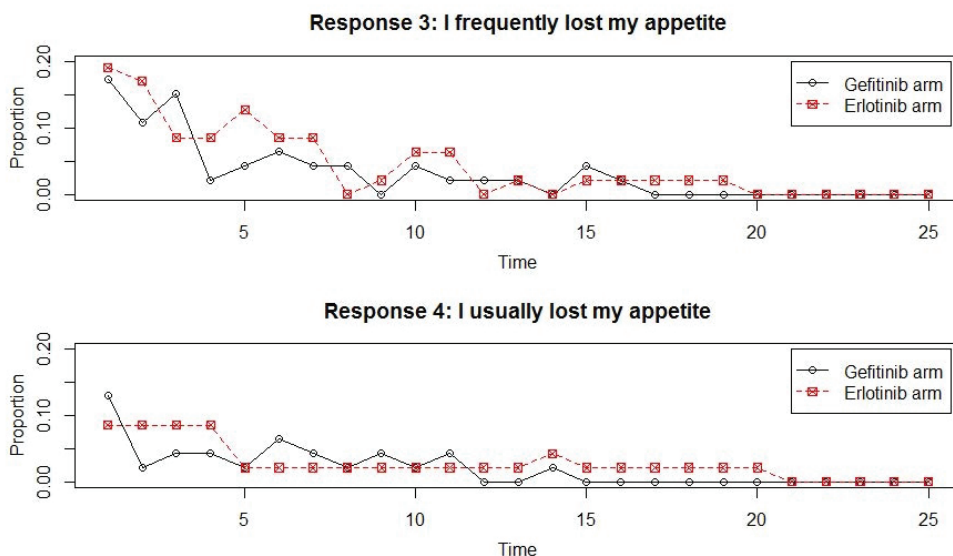 Response 3: I frequently lost my appetite
0.20
0.10
0.00
Proportion
Gefitinib arm
Erlotinib arm
5 10 15 20 25
Time
Response 4: I usually lost my appetite
0.20
0.10
0.00
Proportion
Gefitinib arm
Erlotinib arm
5 10 15 20 25
Time